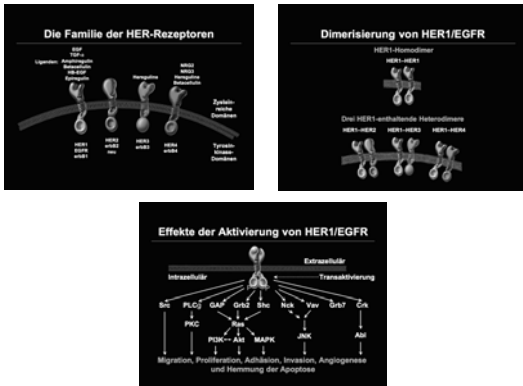 Die Familie der HER-Rezeptoren
EGF
TGF-α
Amphiregulin
Liganden: Betacellulin
HB-EGF
Epiregulin
Heregulins
NRG2
NRG3
Heregulins
Betacellulin
Zystein-
reiche
Domänen
HER1
EGFR
erbB1
HER2
erbB2
neu
HER3
erbB3
HER4
erbB4
Tyrosin-
kinase-
Domänen
Dimerisierung von HER1/EGFR
HER1-Homodimer
HER1–HER1
Drei HER1-enthaltende Heterodimere
HER1–HER2 HER1–HER3 HER1–HER4
Effekte der Aktivierung von HER1/EGFR
Extrazellulär
Intrazellulär Transaktivierung
Src PLCg GAP Grb2 Shc Nck Vav Grb7 Crk
PKC Ras
PI3K Akt MAPK JNK Abl
Migration, Proliferation, Adhäsion, Invasion, Angiogenese
und Hemmung der Apoptose